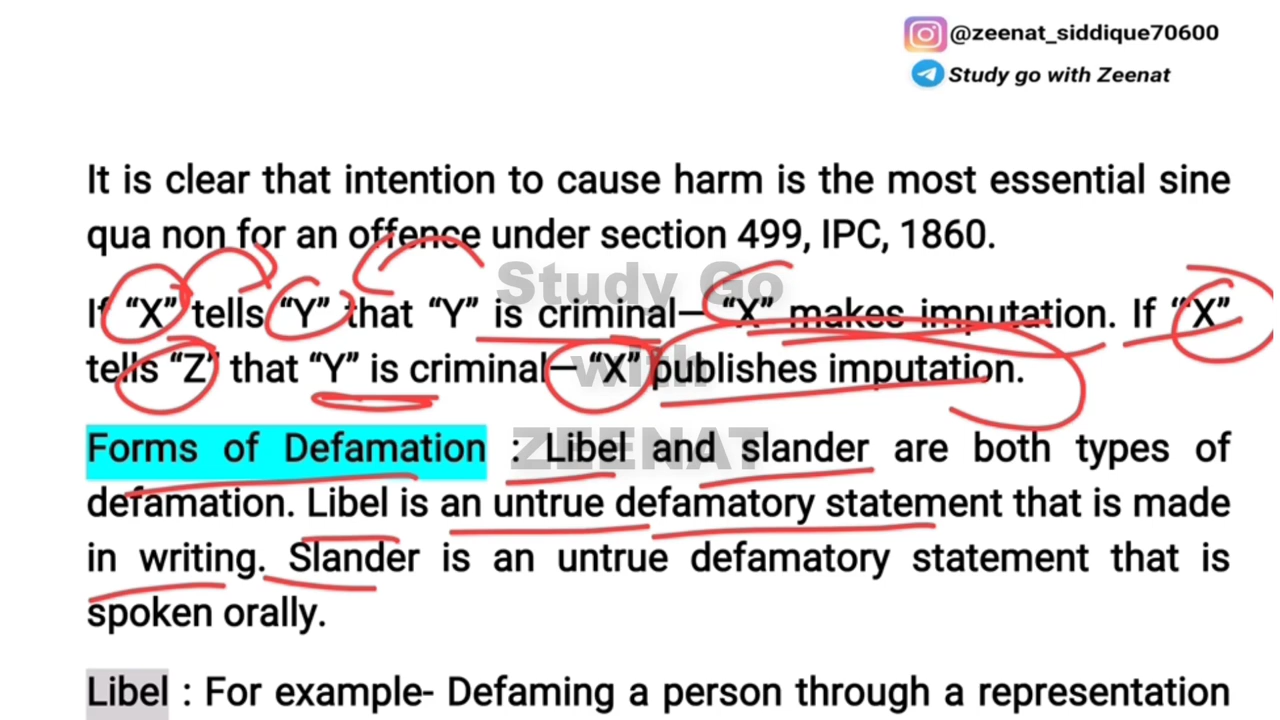 @zeenat_siddique70600
Study go with Zeenat
It is clear that intention to cause harm is the most essential sine
qua non for an offence under section 499, IPC, 1860.
If “X” tells “Y” that “Y” is criminal— “X” makes imputation. If “X”
tells “Z” that “Y” is criminal— “X” publishes imputation.
Study Go
with
ZEENAT
Forms of Defamation : Libel and slander are both types of
defamation. Libel is an untrue defamatory statement that is made
in writing. Slander is an untrue defamatory statement that is
spoken orally.
Libel : For example- Defaming a person through a representation